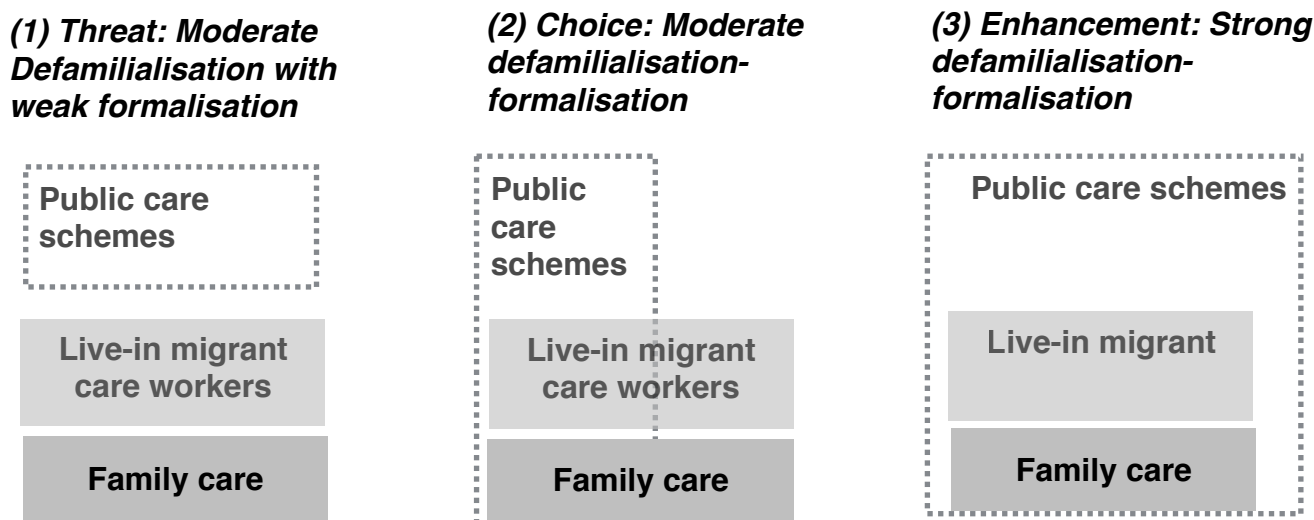 (1) Threat: Moderate
Defamilialisation with
weak formalisation
Public care
schemes
Live-in migrant
care workers
Family care
(2) Choice: Moderate
defamilialisation-
formalisation
Public
care
schemes
Live-in migrant
care workers
Family care
(3) Enhancement: Strong
defamilialisation-
formalisation
Public care schemes
Live-in migrant
Family care